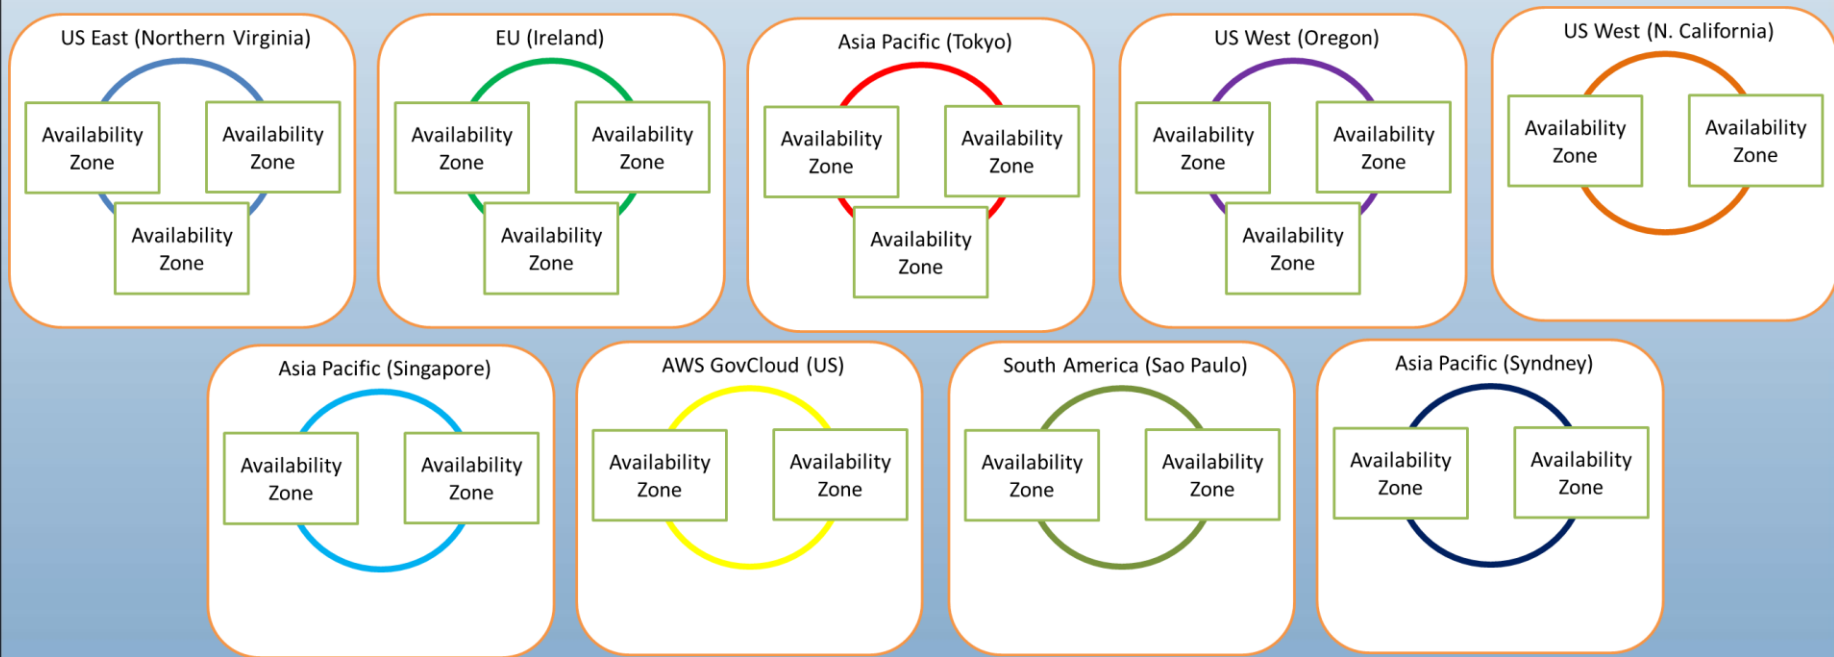 US East (Northern Virginia)
Availability
Zone
Availability
Zone
Availability
Zone
EU (Ireland)
Availability
Zone
Availability
Zone
Availability
Zone
Asia Pacific (Tokyo)
Availability
Zone
Availability
Zone
Availability
Zone
US West (Oregon)
Availability
Zone
Availability
Zone
Availability
Zone
US West (N. California)
Availability
Zone
Availability
Zone
Asia Pacific (Singapore)
Availability
Zone
Availability
Zone
AWS GovCloud (US)
Availability
Zone
Availability
Zone
South America (Sao Paulo)
Availability
Zone
Availability
Zone
Asia Pacific (Syndney)
Availability
Zone
Availability
Zone